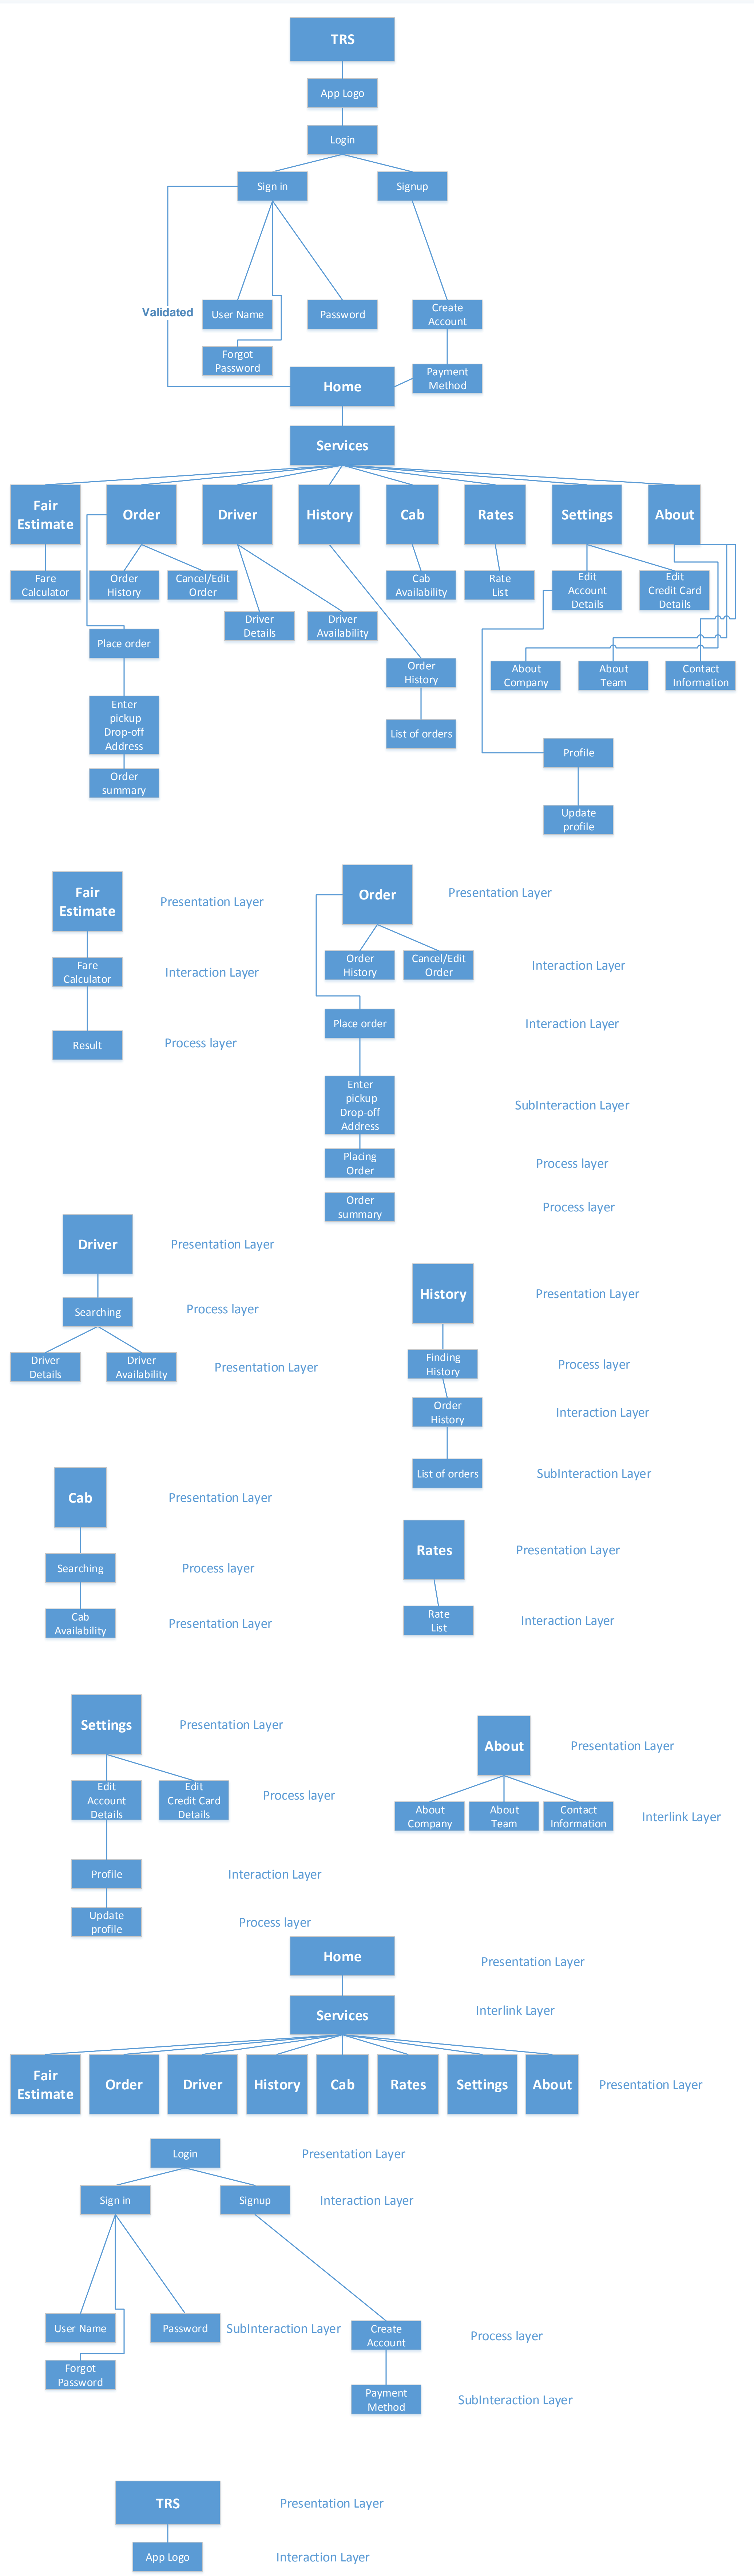 TRS
App Logo
Login
Sign in
Signup
Validated
User Name
Password
Create
Account
Forgot
Password
Payment
Method
Home
Services
Fair
Estimate
Order
Driver
History
Cab
Rates
Settings
About
Fare
Calculator
Order
History
Cancel/Edit
Order
Cab
Availability
Rate
List
Edit
Account
Details
Edit
Credit Card
Details
Driver
Details
Driver
Availability
Place order
Order
History
About
Company
About
Team
Contact
Information
Enter
pickup
Drop-off
Address
List of orders
Profile
Order
summary
Update
profile
Fair
Estimate
Presentation Layer
Fare
Calculator
Interaction Layer
Result
Process layer
Order
Presentation Layer
Order
History
Cancel/Edit
Order
Interaction Layer
Place order
Interaction Layer
Enter
pickup
Drop-off
Address
SubInteraction Layer
Placing
Order
Process layer
Order
summary
Process layer
Driver
Presentation Layer
Searching
Process layer
Driver
Details
Driver
Availability
Presentation Layer
History
Presentation Layer
Finding
History
Process layer
Order
History
Interaction Layer
List of orders
SubInteraction Layer
Cab
Presentation Layer
Searching
Process layer
Cab
Availability
Presentation Layer
Rates
Presentation Layer
Rate
List
Interaction Layer
Settings
Presentation Layer
Edit
Account
Details
Edit
Credit Card
Details
Process layer
Profile
Interaction Layer
Update
profile
Process layer
About
Presentation Layer
About
Company
About
Team
Contact
Information
Interlink Layer
Home
Presentation Layer
Services
Interlink Layer
Fair
Estimate
Order
Driver
History
Cab
Rates
Settings
About
Presentation Layer
Login
Presentation Layer
Sign in
Signup
Interaction Layer
User Name
Password
SubInteraction Layer
Create
Account
Process layer
Forgot
Password
Payment
Method
SubInteraction Layer
TRS
Presentation Layer
App Logo
Interaction Layer